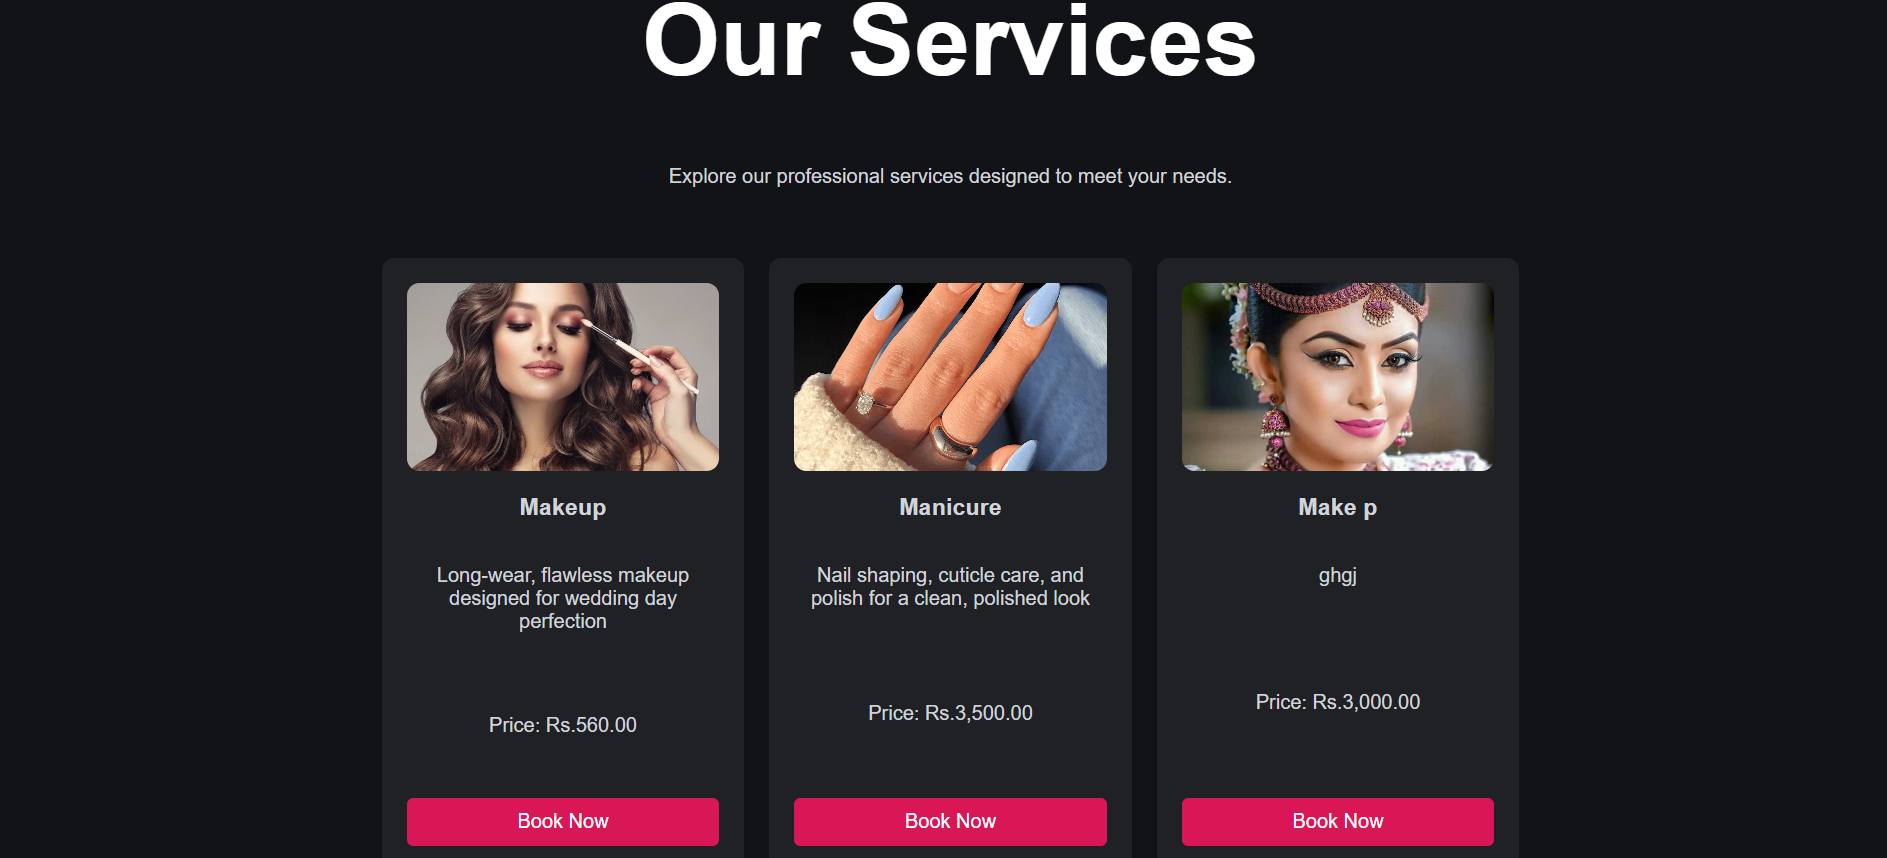 Our Services
Explore our professional services designed to meet your needs.
Makeup
Long-wear, flawless makeup
designed for wedding day
perfection
Price: Rs.560.00
Book Now
Manicure
Nail shaping, cuticle care, and
polish for a clean, polished look
Price: Rs.3,500.00
Book Now
Make p
ghgj
Price: Rs.3,000.00
Book Now